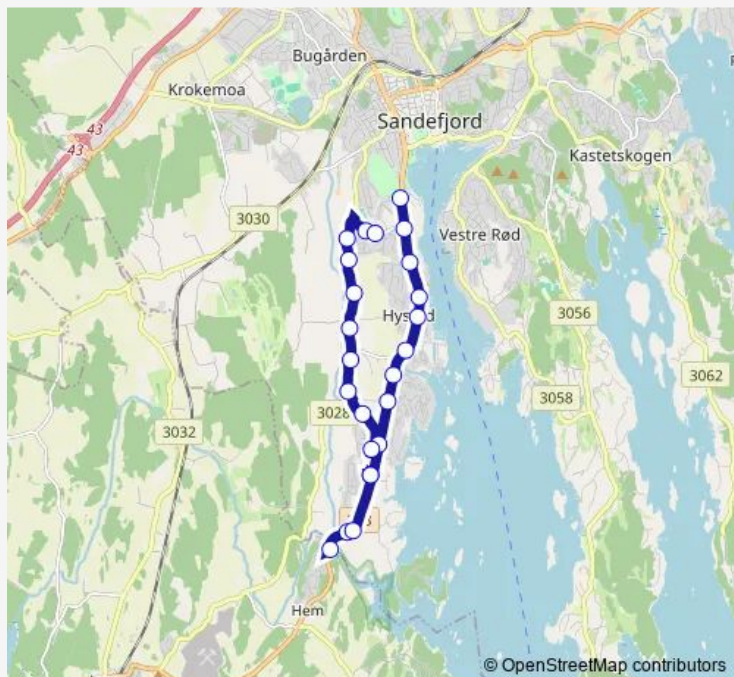 Bugården
43
Krokemoa
Sandefjord
43
Kastetskogen
3030
Vestre Rød
3056
3062
3058
3028
3032
Hem
© OpenStreetMap contributors